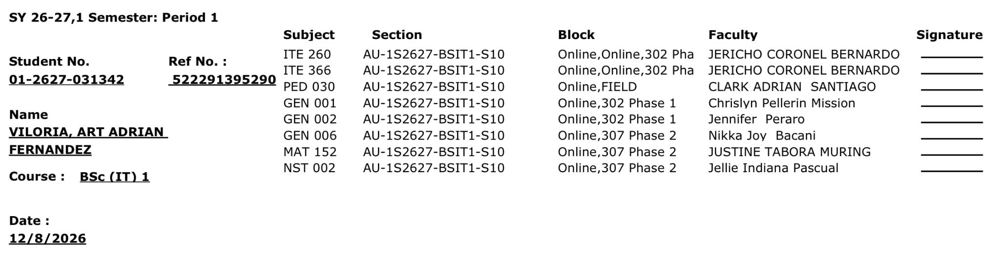 SY 26-27,1 Semester: Period 1
Subject Section Block Faculty Signature
Student No. Ref No. :
01-2627-031342 522291395290
Name
VILORIA, ART ADRIAN
FERNANDEZ
Course : BSc (IT) 1
Date :
12/8/2026
ITE 260 AU-1S2627-BSIT1-S10 Online,Online,302 Pha JERICHO CORONEL BERNARDO
ITE 366 AU-1S2627-BSIT1-S10 Online,Online,302 Pha JERICHO CORONEL BERNARDO
PED 030 AU-1S2627-BSIT1-S10 Online,FIELD CLARK ADRIAN  SANTIAGO
GEN 001 AU-1S2627-BSIT1-S10 Online,302 Phase 1 Chrislyn Pellerin Mission
GEN 002 AU-1S2627-BSIT1-S10 Online,302 Phase 1 Jennifer  Peraro
GEN 006 AU-1S2627-BSIT1-S10 Online,307 Phase 2 Nikka Joy  Bacani
MAT 152 AU-1S2627-BSIT1-S10 Online,307 Phase 2 JUSTINE TABORA MURING
NST 002 AU-1S2627-BSIT1-S10 Online,307 Phase 2 Jellie Indiana Pascual